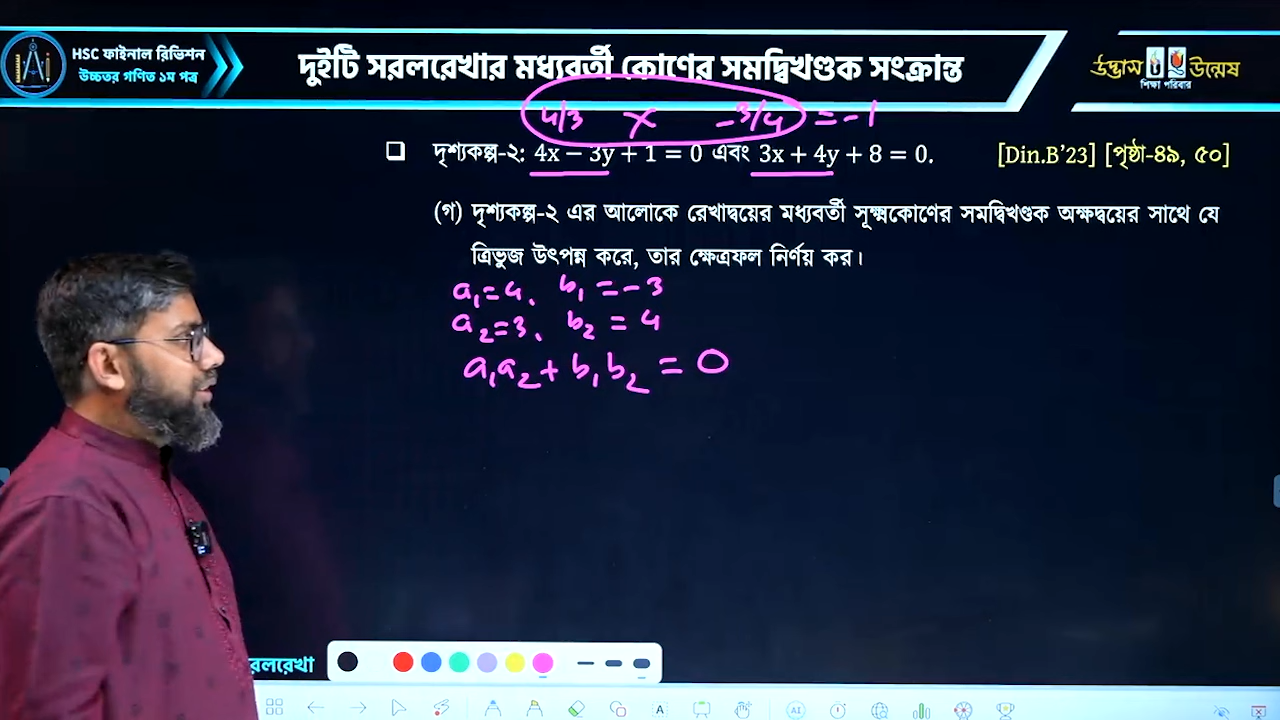 HSC ফাইনাল রিভিশন
উচ্চতর গণিত ১ম পত্র
দুইটি সরলরেখার মধ্যবর্তী কোণের সমদ্বিখণ্ডক সংক্রান্ত
উদ্ভাস উন্মেষ
শিক্ষা পরিবার
4/3 × -3/4 = -1
দৃশ্যকল্প-২: 4x − 3y + 1 = 0 এবং 3x + 4y + 8 = 0. [Din.B'23] [পৃষ্ঠা-৪৯, ৫০]
(গ) দৃশ্যকল্প-২ এর আলোকে রেখাদ্বয়ের মধ্যবর্তী সূক্ষ্মকোণের সমদ্বিখণ্ডক অক্ষদ্বয়ের সাথে যে
ত্রিভুজ উৎপন্ন করে, তার ক্ষেত্রফল নির্ণয় কর।
a₁=4, b₁ = -3
a₂=3, b₂ = 4
a₁a₂ + b₁b₂ = 0
রলরেখা
A
AI